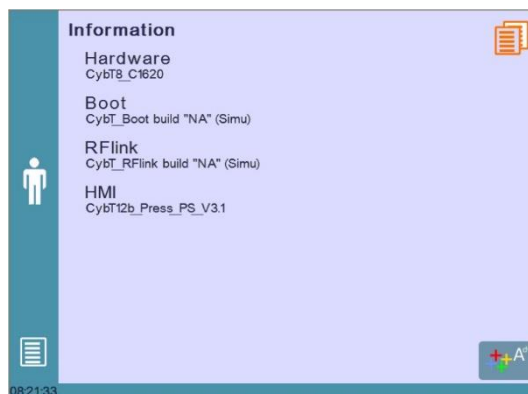 Information
Hardware
CybT8_C1620
Boot
CybT_Boot build "NA" (Simu)
RFlink
CybT_RFlink build "NA" (Simu)
HMI
CybT12b_Press_PS_V3.1
A
08:21:33